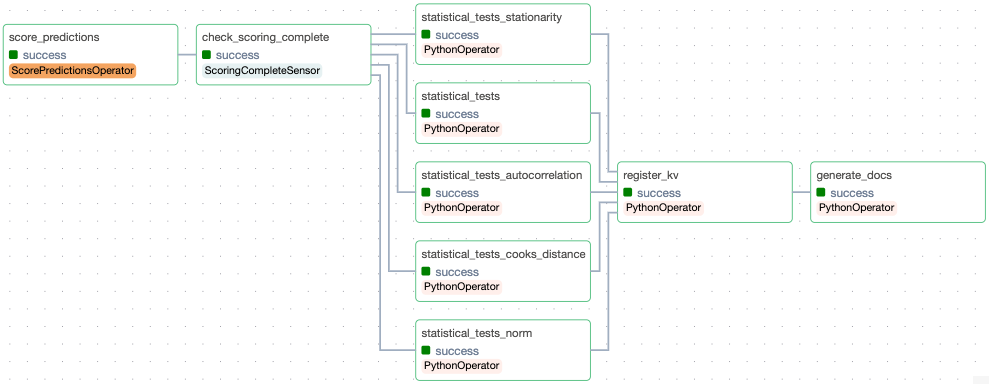 score_predictions
success
ScorePredictionsOperator
check_scoring_complete
success
ScoringCompleteSensor
statistical_tests_stationarity
success
PythonOperator
statistical_tests
success
PythonOperator
statistical_tests_autocorrelation
success
PythonOperator
statistical_tests_cooks_distance
success
PythonOperator
statistical_tests_norm
success
PythonOperator
register_kv
success
PythonOperator
generate_docs
success
PythonOperator